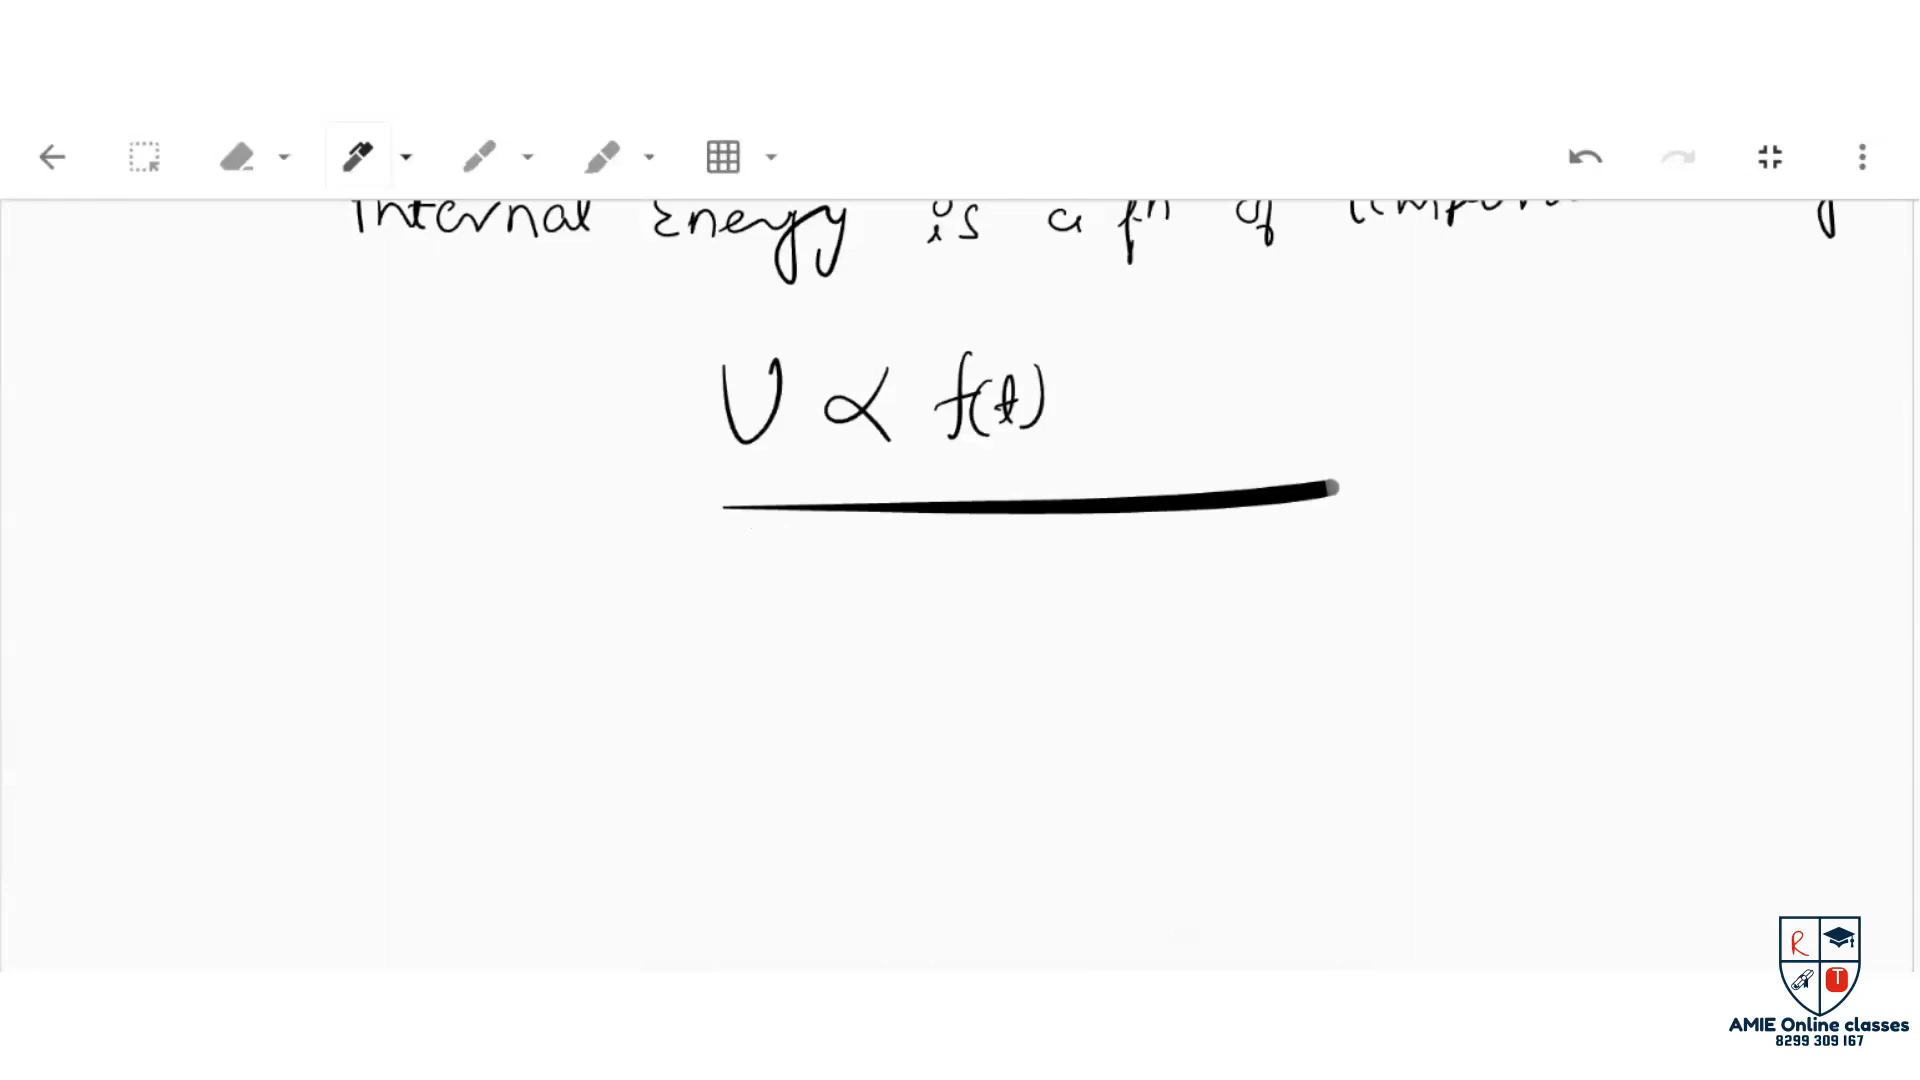 Internal Energy is a fn of
U ∝ f(t)
R
T
AMIE Online classes
8299 309 167